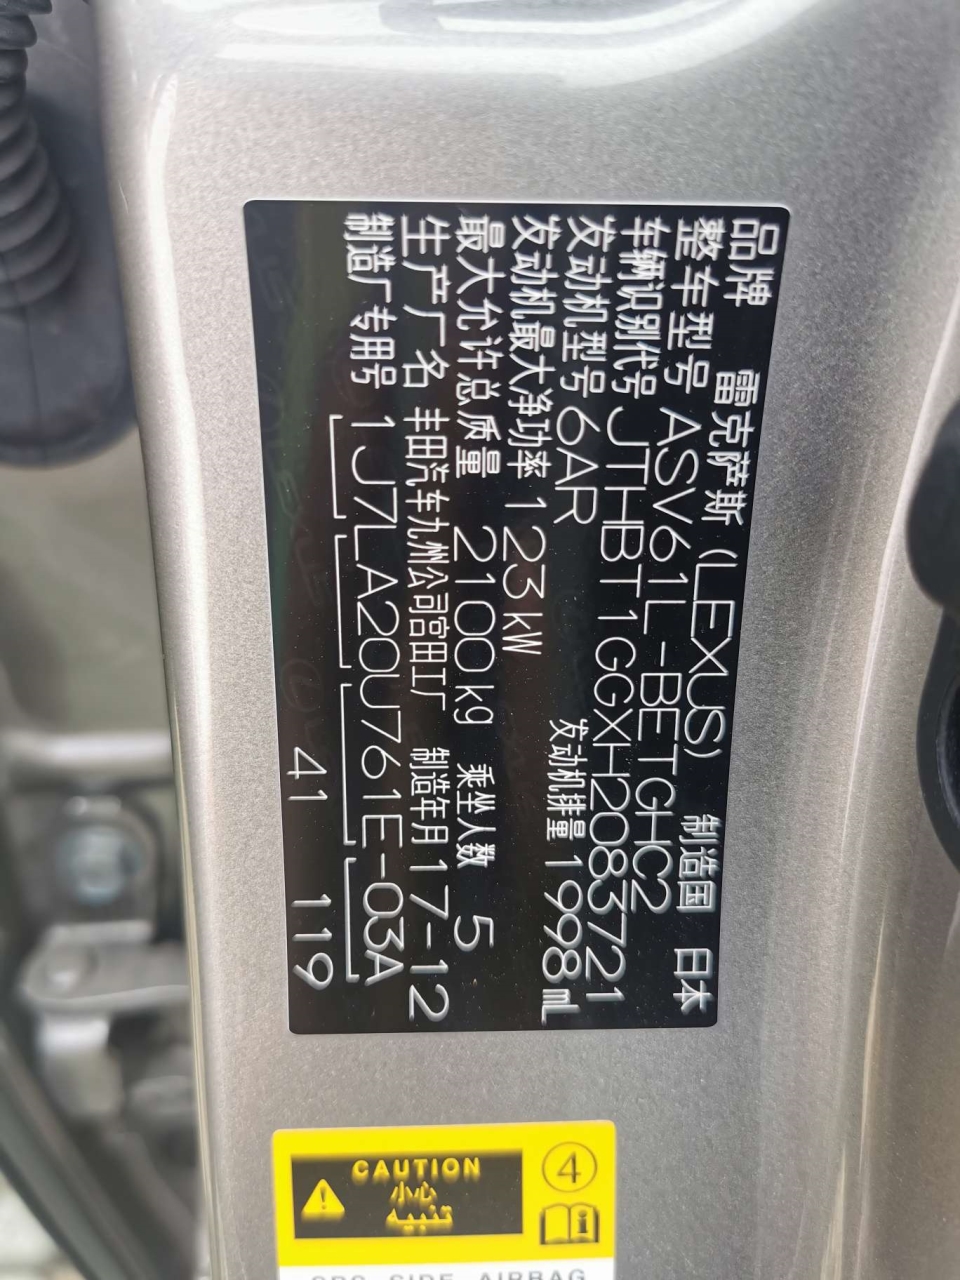 品牌 雷克萨斯 (LEXUS) 制造国 日本
整车型号 ASV61L-BETGHC2
车辆识别代号 JTHBT1GGXH2083721
发动机型号 6AR 发动机排量 1998mL
发动机最大净功率 123kW
最大允许总质量 2100kg 乘坐人数 5
生产厂名 丰田汽车九州公司宫田工厂 制造年月 17-12
制造厂专用号 1J7LA20U761E-03A
41 119
CAUTION
小心
④
SRS SIDE AIRBAG